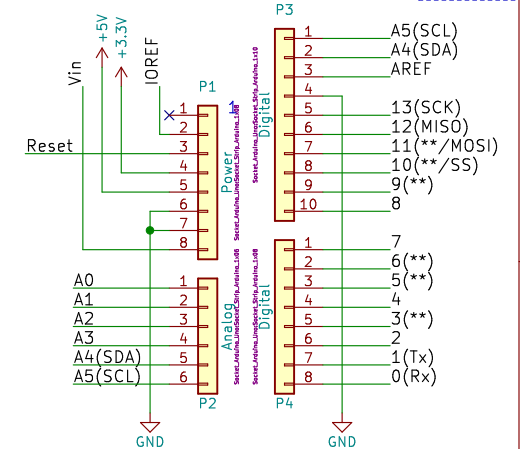 P3
+5V
+3.3V
Vin
IOREF
P1
1
Power
1
2
3
4
5
6
7
8
Reset
Digital
1
2
3
4
5
6
7
8
9
10
A5(SCL)
A4(SDA)
AREF
13(SCK)
12(MISO)
11(**/MOSI)
10(**/SS)
9(**)
8
A0
A1
A2
A3
A4(SDA)
A5(SCL)
1
2
3
4
5
6
Analog
P2
GND
Digital
1
2
3
4
5
6
7
8
7
6(**)
5(**)
4
3(**)
2
1(Tx)
0(Rx)
P4
GND